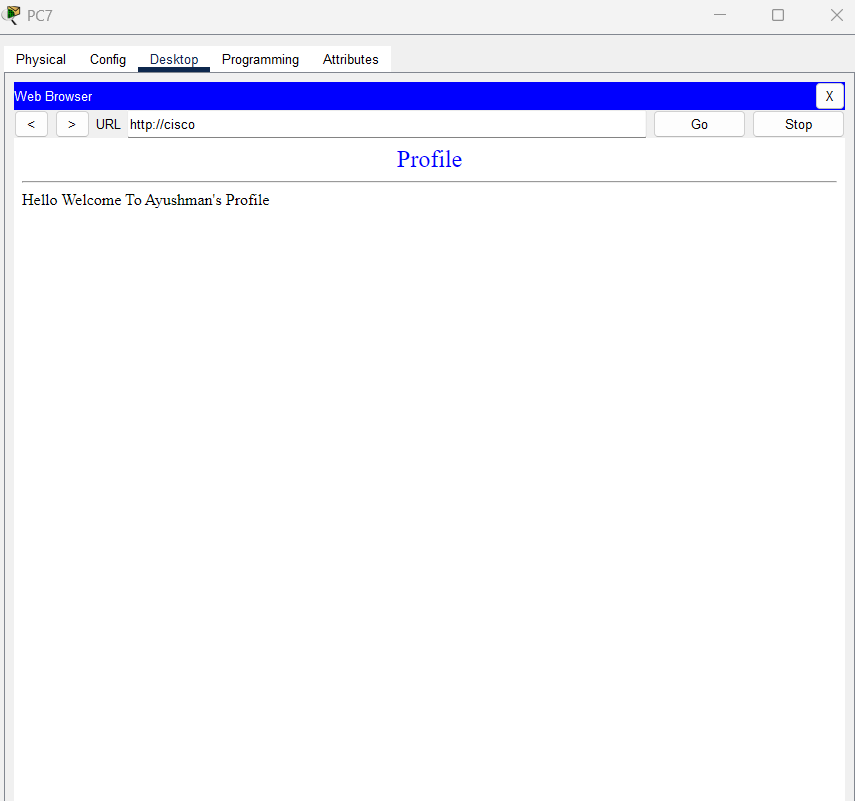 PC7
Physical Config Desktop Programming Attributes
Web Browser X
< > URL http://cisco Go Stop
Profile
Hello Welcome To Ayushman's Profile